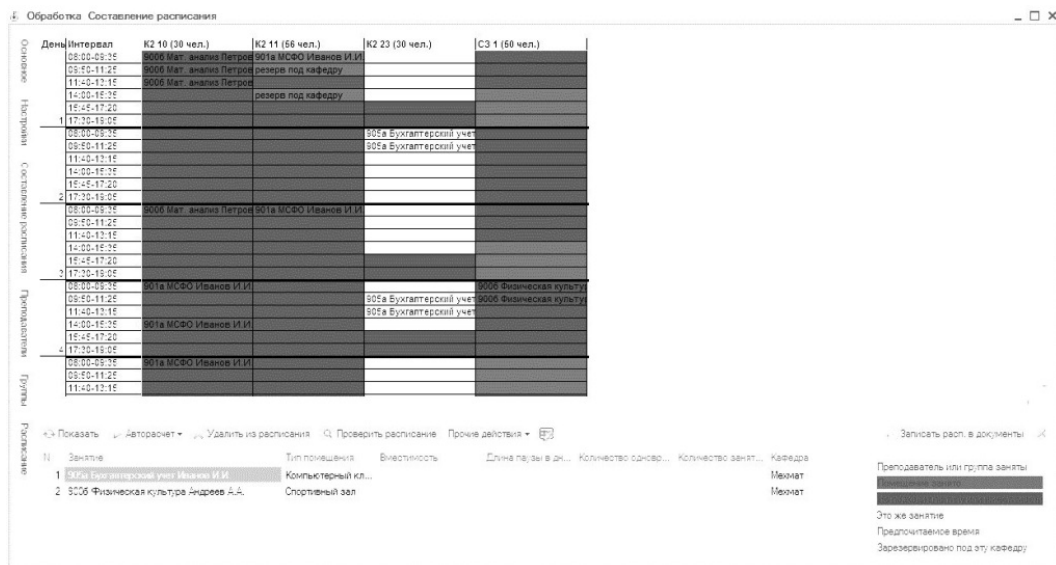 Обработка  Составление расписания
Основное
Настройки
Составление расписания
Преподаватели
Группы
Расписание
День Интервал К2 10 (30 чел.) К2 11 (56 чел.) К2 23 (30 чел.) СЗ 1 (50 чел.)
08:00-09:35 900б Мат. анализ Петров 901а МСФО Иванов И.И.
09:50-11:25 900б Мат. анализ Петров резерв под кафедру
11:40-13:15 900б Мат. анализ Петров
14:00-15:35 резерв под кафедру
15:45-17:20
1 17:30-19:05
08:00-09:35 905а Бухгалтерский учет
09:50-11:25 905а Бухгалтерский учет
11:40-13:15
14:00-15:35
15:45-17:20
2 17:30-19:05
08:00-09:35 900б Мат. анализ Петров 901а МСФО Иванов И.И.
09:50-11:25
11:40-13:15
14:00-15:35
15:45-17:20
3 17:30-19:05
08:00-09:35 901а МСФО Иванов И.И. 900б Физическая культур
09:50-11:25 905а Бухгалтерский учет 900б Физическая культур
11:40-13:15 905а Бухгалтерский учет
14:00-15:35 901а МСФО Иванов И.И.
15:45-17:20
4 17:30-19:05
08:00-09:35 901а МСФО Иванов И.И.
09:50-11:25
11:40-13:15
Показать Авторасчет Удалить из расписания Проверить расписание Прочие действия Записать расп. в документы
N Занятие Тип помещения Вместимость Длина паузы в дн... Количество одновр... Количество занят... Кафедра
1 905а Бухгалтерский учет Иванов И.И. Компьютерный кл... Мехмат
2 900б Физическая культура Андреев А.А. Спортивный зал Мехмат
Преподаватель или группа заняты
Помещение занято
Это же занятие
Предпочитаемое время
Зарезервировано под эту кафедру